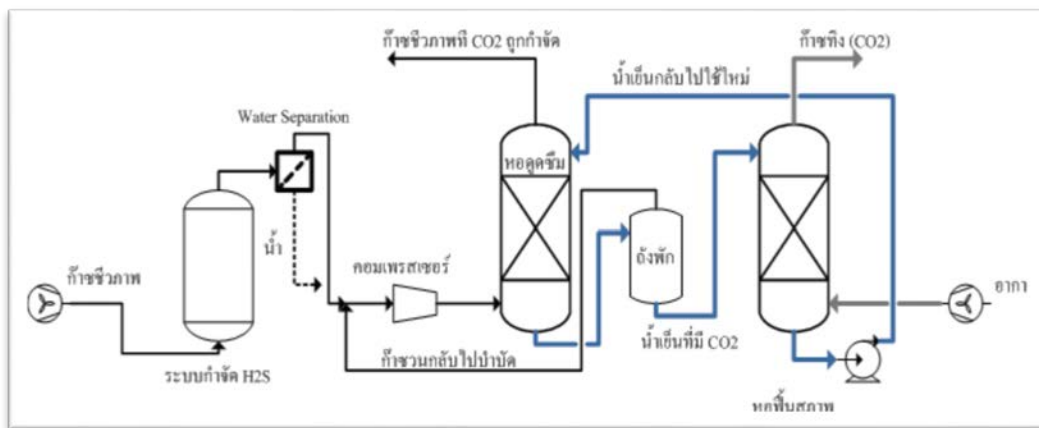 ก๊าซชีวภาพที่ CO2 ถูกกำจัด
ก๊าซทิ้ง (CO2)
น้ำเย็นกลับไปใช้ใหม่
Water Separation
หอดูดซึม
น้ำ
ถังพัก
คอมเพรสเซอร์
ก๊าซชีวภาพ
อากา
น้ำเย็นที่มี CO2
ก๊าซวนกลับไปบำบัด
ระบบกำจัด H2S
หอฟื้นสภาพ